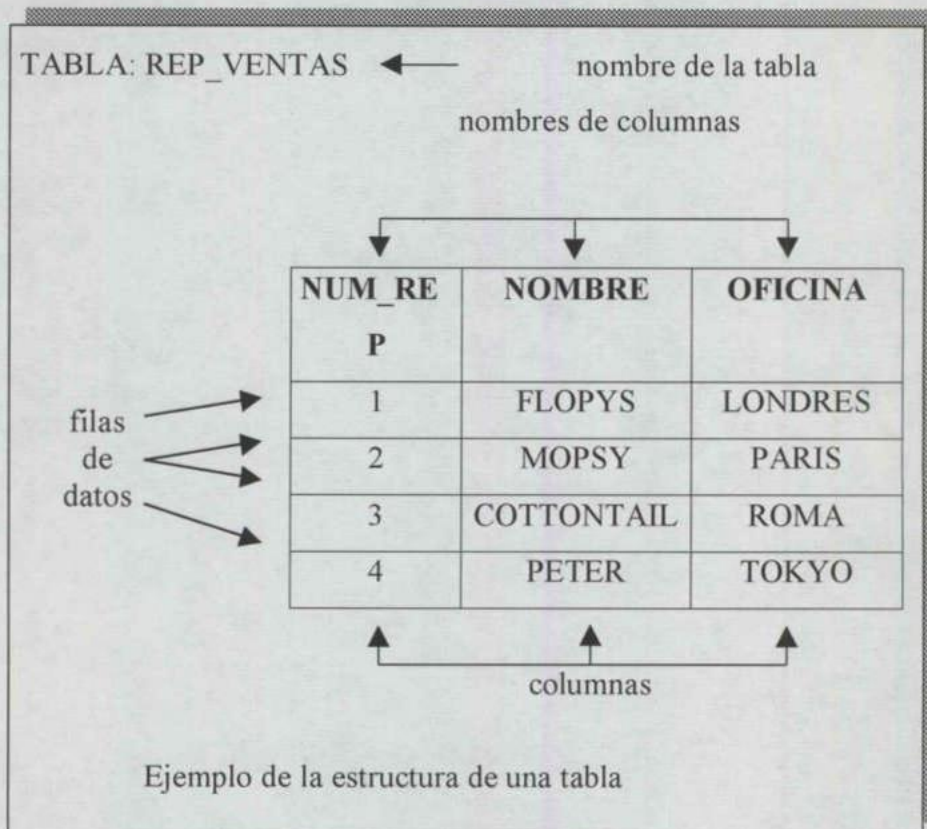 TABLA: REP_VENTAS nombre de la tabla
nombres de columnas
NUM_RE NOMBRE OFICINA
P
1 FLOPYS LONDRES
filas
de
datos
2 MOPSY PARIS
3 COTTONTAIL ROMA
4 PETER TOKYO
columnas
Ejemplo de la estructura de una tabla